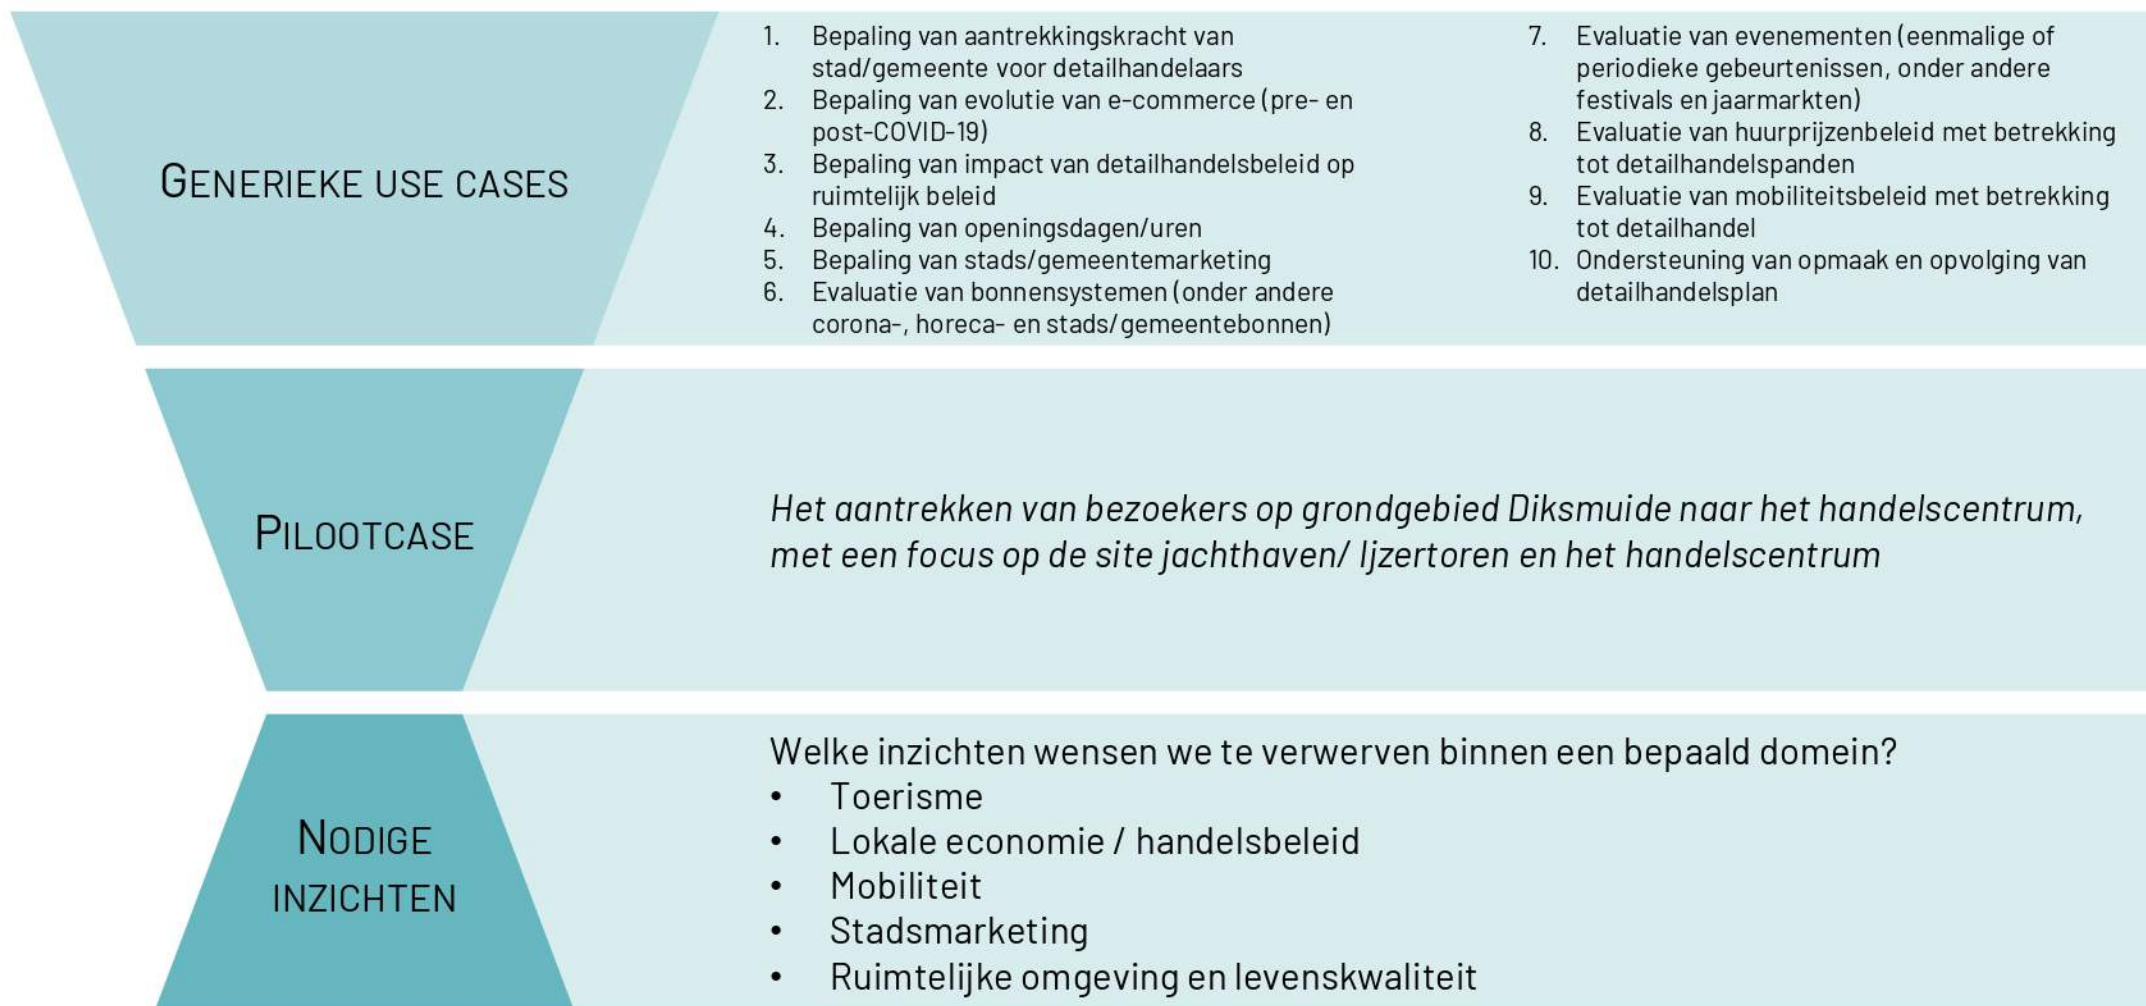 GENERIEKE USE CASES
1. Bepaling van aantrekkingskracht van
stad/gemeente voor detailhandelaars
2. Bepaling van evolutie van e-commerce (pre- en
post-COVID-19)
3. Bepaling van impact van detailhandelsbeleid op
ruimtelijk beleid
4. Bepaling van openingsdagen/uren
5. Bepaling van stads/gemeentemarketing
6. Evaluatie van bonnensystemen (onder andere
corona-, horeca- en stads/gemeentebonnen)
7. Evaluatie van evenementen (eenmalige of
periodieke gebeurtenissen, onder andere
festivals en jaarmarkten)
8. Evaluatie van huurprijzenbeleid met betrekking
tot detailhandelspanden
9. Evaluatie van mobiliteitsbeleid met betrekking
tot detailhandel
10. Ondersteuning van opmaak en opvolging van
detailhandelsplan
PILOOTCASE
Het aantrekken van bezoekers op grondgebied Diksmuide naar het handelscentrum,
met een focus op de site jachthaven/ Ijzertoren en het handelscentrum
NODIGE
INZICHTEN
Welke inzichten wensen we te verwerven binnen een bepaald domein?
• Toerisme
• Lokale economie / handelsbeleid
• Mobiliteit
• Stadsmarketing
• Ruimtelijke omgeving en levenskwaliteit